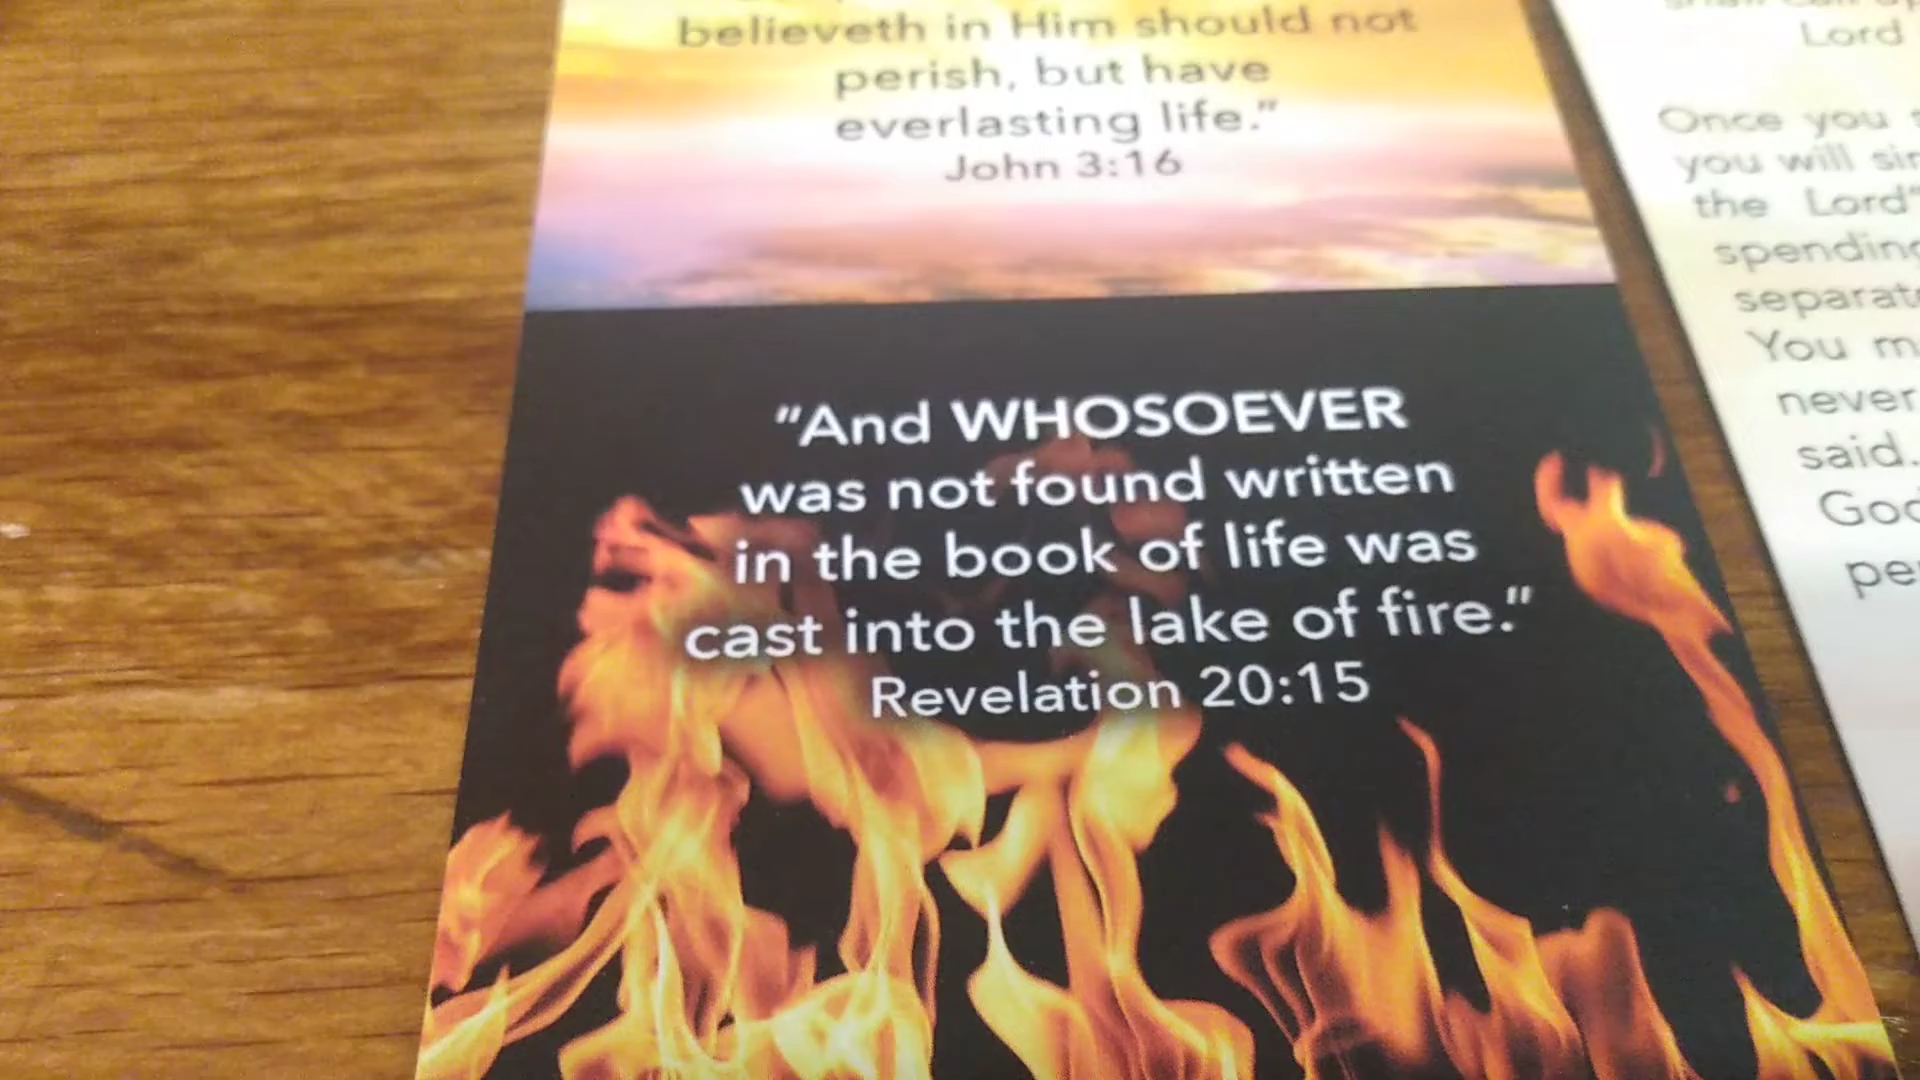 believeth in Him should not
perish, but have
everlasting life.”
John 3:16
"And WHOSOEVER
was not found written
in the book of life was
cast into the lake of fire."
Revelation 20:15
Lord
Once you
you will
the Lord"
spending
You
never
said.